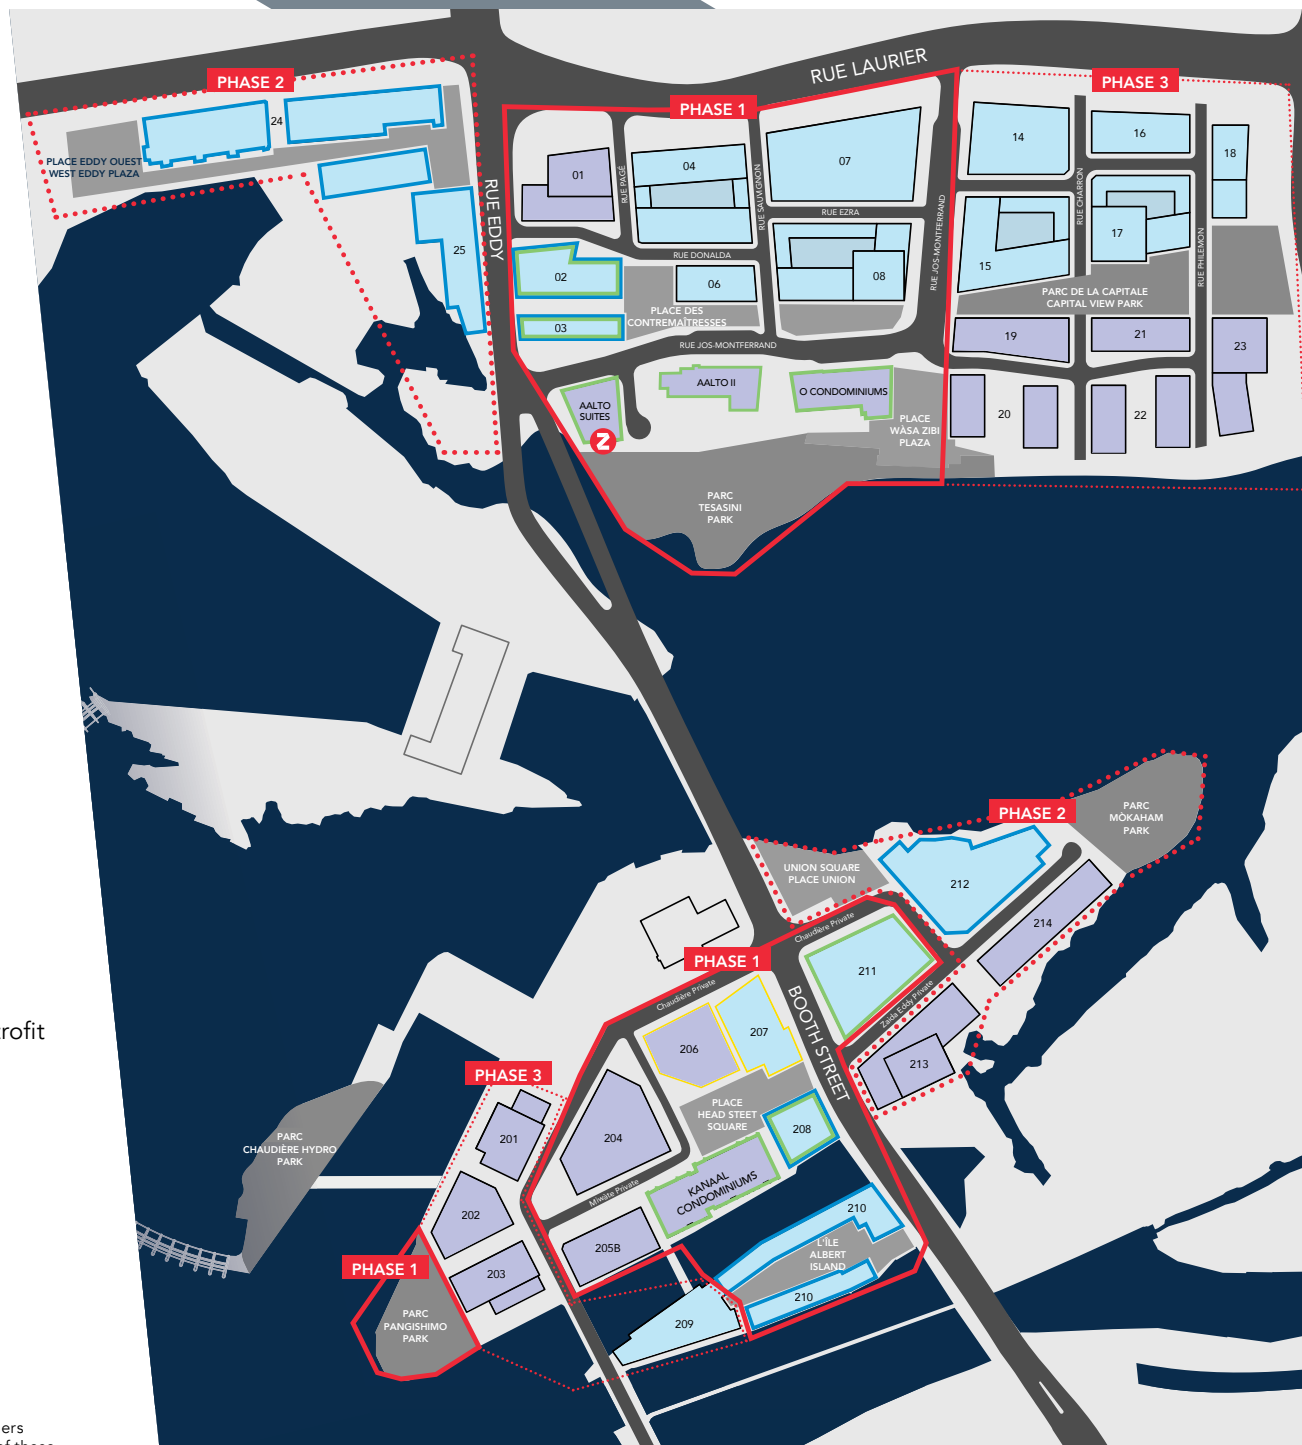 RUE LAURIER
PHASE 2
PHASE 1
PHASE 3
24
PLACE EDDY OUEST
WEST EDDY PLAZA
25
RUE EDDY
01
RUE PAGÉ
04
RUE SAUVIGNON
07
RUE EZRA
RUE JOS-MONTFERRAND
02
RUE DONALDA
06
08
03
PLACE DES
CONTREMAÎTRESSES
RUE JOS-MONTFERRAND
AALTO
SUITES
AALTO II
O CONDOMINIUMS
PLACE
WÀSA ZIBI
PLAZA
PARC
TESASINI
PARK
14
16
18
RUE CHARRON
15
17
RUE PHILEMON
PARC DE LA CAPITALE
CAPITAL VIEW PARK
19
21
23
20
22
PHASE 2
PARC
MÒKAHAM
PARK
UNION SQUARE
PLACE UNION
212
214
Chaudière Private
211
Zaida Eddy Private
213
PHASE 1
Chaudière Private
BOOTH STREET
206
207
PLACE
HEAD STEET
SQUARE
208
204
Miwàte Private
KANAAL
CONDOMINIUMS
205B
210
L'ÎLE
ALBERT
ISLAND
210
209
PHASE 3
201
202
203
PARC
CHAUDIÈRE HYDRO
PARK
PHASE 1
PARC
PANGISHIMO
PARK
rofit
ers